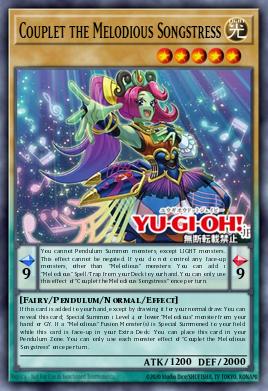 Couplet the Melodious Songstress
LIGHT
光
YU-GI-OH!
無断転載禁止
You cannot Pendulum Summon monsters, except LIGHT monsters.
This effect cannot be negated. If you do not control any face-up
monsters, other than "Melodious" monsters: You can add 1
"Melodious" Spell/Trap from your Deck to your hand. You can only use
this effect of "Couplet the Melodious Songstress" once per turn.
9
9
[Fairy/Pendulum/Normal/Effect]
If this card is added to your hand, except by drawing it for your normal draw: You can
reveal this card; Special Summon 1 Level 4 or lower "Melodious" monster from your
hand or GY. If a "Melodious" Fusion Monster(s) is Special Summoned to your field
while this card is face-up in your Extra Deck: You can place this card in your
Pendulum Zone. You can only use each monster effect of "Couplet the Melodious
Songstress" once per turn.
ATK/1200 DEF/2200